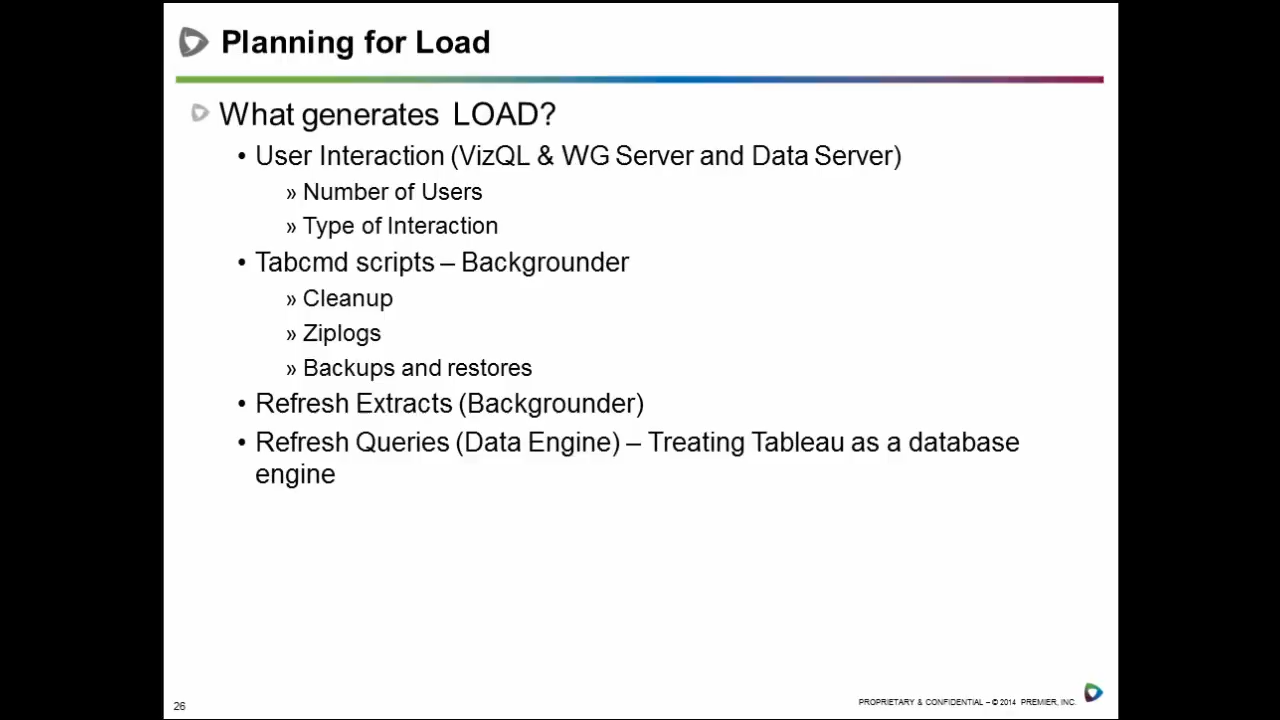 Planning for Load
What generates LOAD?
• User Interaction (VizQL & WG Server and Data Server)
» Number of Users
» Type of Interaction
• Tabcmd scripts – Backgrounder
» Cleanup
» Ziplogs
» Backups and restores
• Refresh Extracts (Backgrounder)
• Refresh Queries (Data Engine) – Treating Tableau as a database
engine
26
PROPRIETARY & CONFIDENTIAL – © 2014 PREMIER, INC.